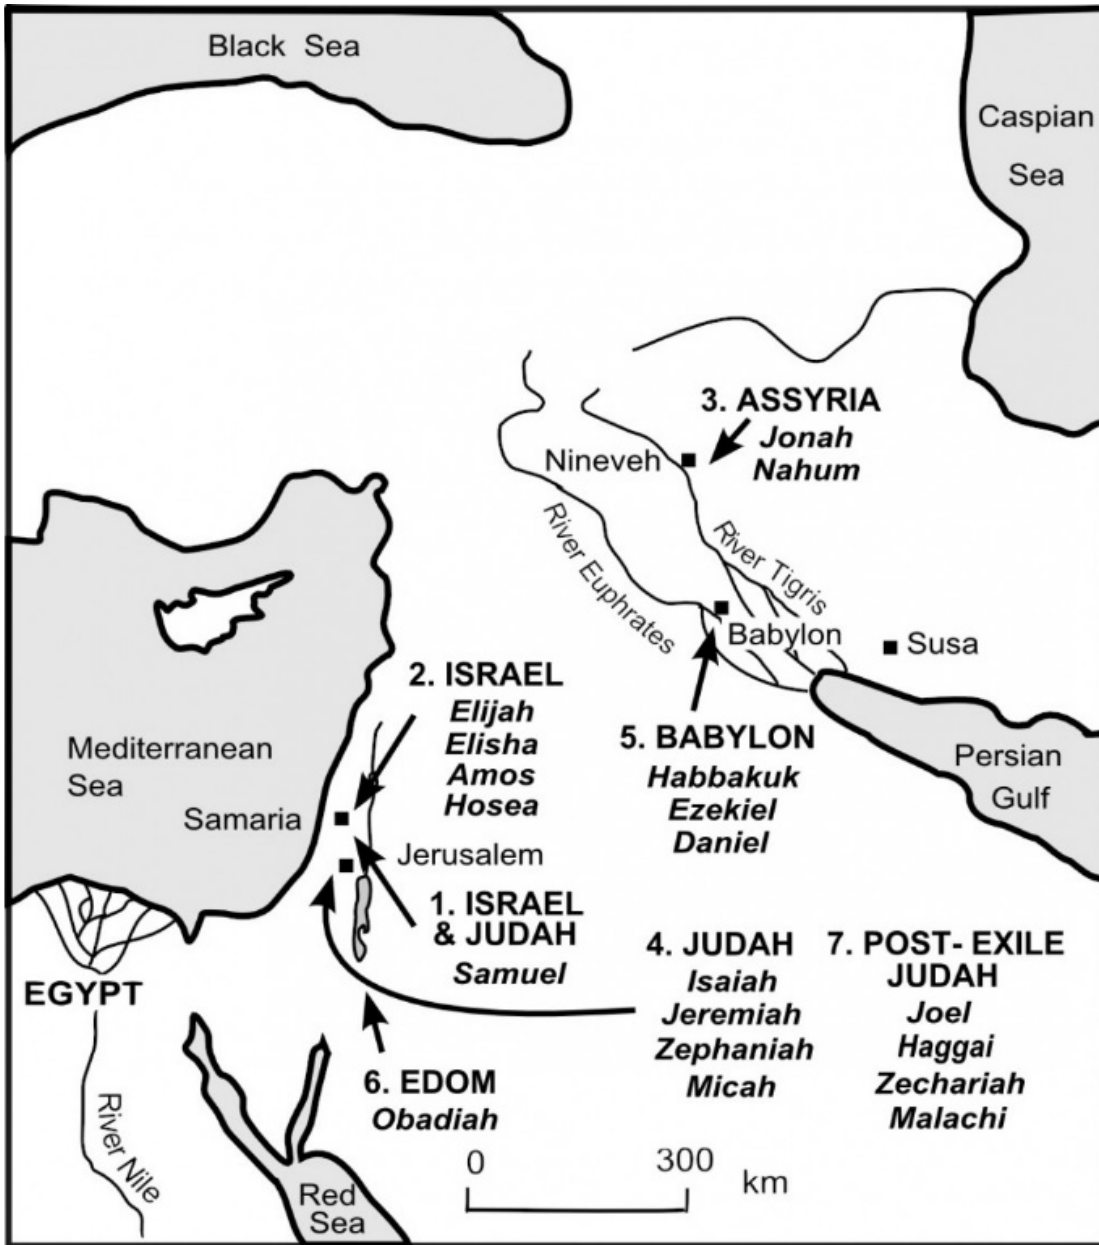 Black Sea
Caspian
Sea
3. ASSYRIA
Jonah
Nahum
Nineveh
River Tigris
River Euphrates
Babylon
Susa
2. ISRAEL
Elijah
Elisha
Amos
Hosea
5. BABYLON
Habbakuk
Ezekiel
Daniel
Persian
Gulf
Mediterranean
Sea
Samaria
Jerusalem
1. ISRAEL
& JUDAH
Samuel
4. JUDAH
Isaiah
Jeremiah
Zephaniah
Micah
7. POST- EXILE
JUDAH
Joel
Haggai
Zechariah
Malachi
EGYPT
6. EDOM
Obadiah
River Nile
Red
Sea
0 300
km